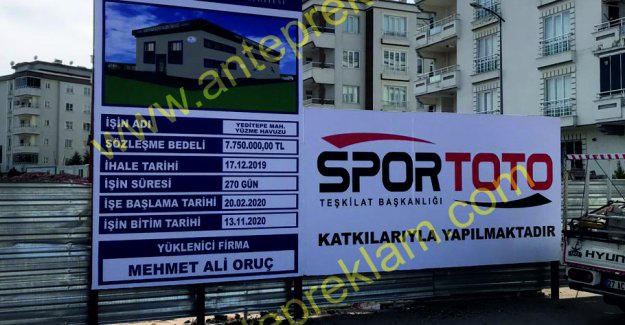 İŞİN ADI
YEDİTEPE MAH.
YÜZME HAVUZU
SÖZLEŞME BEDELİ
7.750.000,00 TL
İHALE TARİHİ
17.12.2019
İŞİN SÜRESİ
270 GÜN
İŞE BAŞLAMA TARİHİ
20.02.2020
İŞİN BİTİM TARİHİ
13.11.2020
YÜKLENİCİ FİRMA
MEHMET ALİ ORUÇ
SPOR TOTO
TEŞKİLAT BAŞKANLIĞI
KATKILARIYLA YAPILMAKTADIR
HYUN
www.antepreklam.com
antepreklam.com